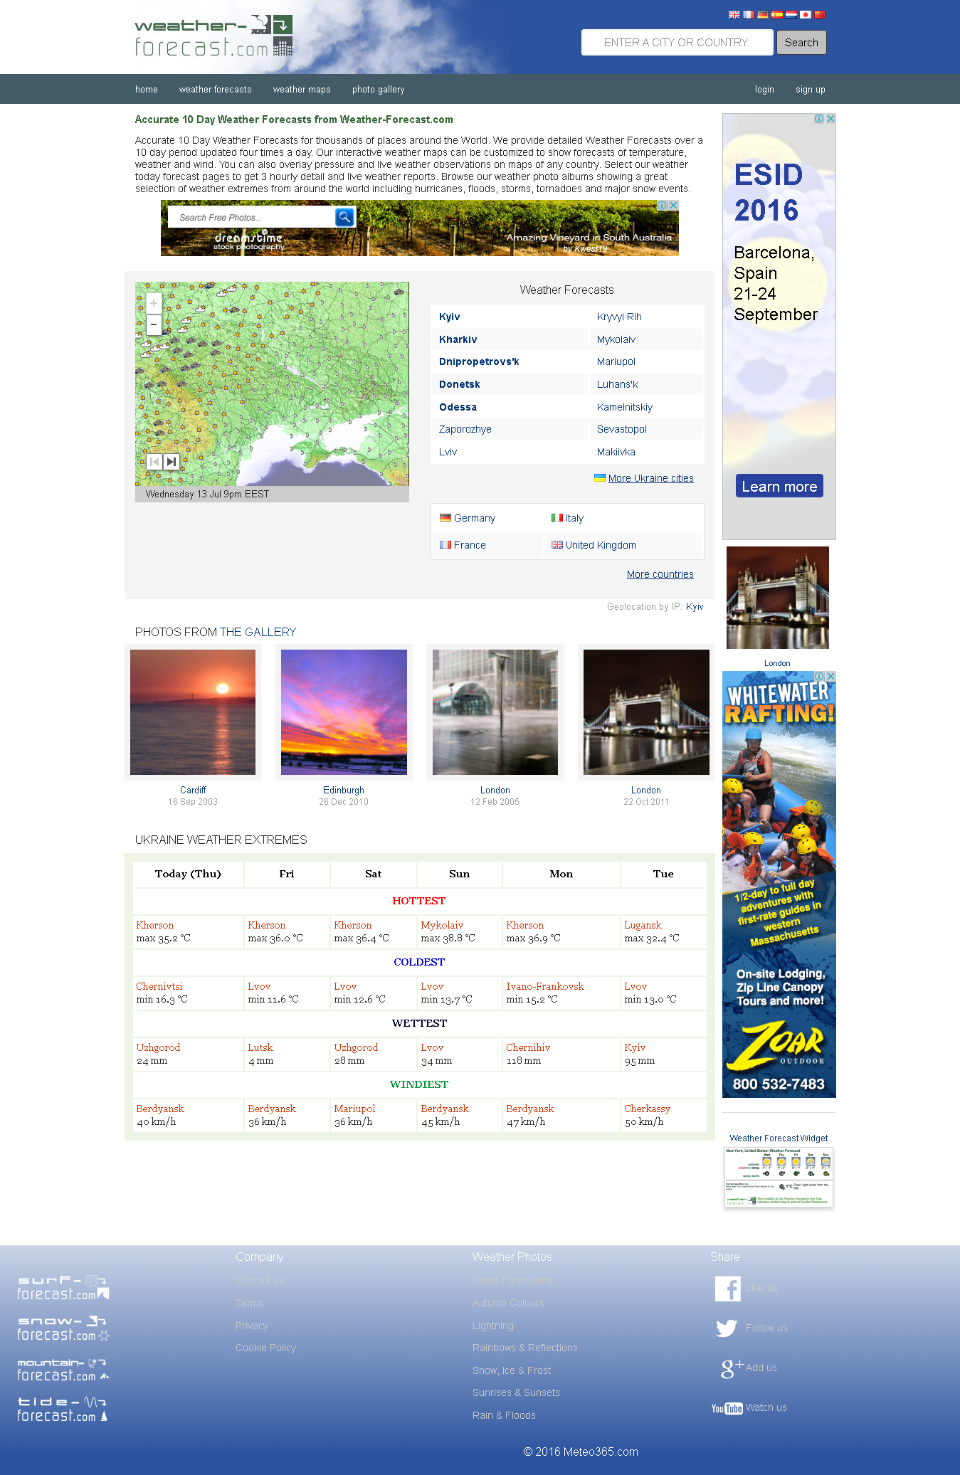 weather-
forecast.com
ENTER A CITY OR COUNTRY:
Search
home
weather forecasts
weather maps
photo gallery
login
sign up
Accurate 10 Day Weather Forecasts from Weather-Forecast.com
Accurate 10 Day Weather Forecasts for thousands of places around the World. We provide detailed Weather Forecasts over a
10 day period updated four times a day. Our interactive weather maps can be customized to show forecasts of temperature,
weather and wind. You can also overlay pressure and live weather observations on maps of any country. Select our weather
today forecast pages to get 3 hourly detail and live weather reports. Browse our weather photo albums showing a great
selection of weather extremes from around the world including hurricanes, floods, storms, tornadoes and major snow events.
Search Free Photos...
dreamstime
stock photography
Amazing Vineyard in South Australia
by Kwest19
+
−
Wednesday 13 Jul 9pm EEST
Weather Forecasts
Kyiv
Kryvyi Rih
Kharkiv
Mykolaiv
Dnipropetrovs'k
Mariupol
Donetsk
Luhans'k
Odessa
Kamelnitskiy
Zaporozhye
Sevastopol
Lviv
Makiivka
More Ukraine cities
Germany
Italy
France
United Kingdom
More countries
Geolocation by IP: Kyiv
PHOTOS FROM THE GALLERY
Cardiff
16 Sep 2003
Edinburgh
26 Dec 2010
London
12 Feb 2005
London
22 Oct 2011
UKRAINE WEATHER EXTREMES
Today (Thu)
Fri
Sat
Sun
Mon
Tue
HOTTEST
Kherson
max 35.2 °C
Kherson
max 36.0 °C
Kherson
max 36.4 °C
Mykolaiv
max 38.8 °C
Kherson
max 36.9 °C
Lugansk
max 32.4 °C
COLDEST
Chernivtsi
min 16.3 °C
Lvov
min 11.6 °C
Lvov
min 12.6 °C
Lvov
min 13.7 °C
Ivano-Frankovsk
min 15.2 °C
Lvov
min 13.0 °C
WETTEST
Uzhgorod
24 mm
Lutsk
4 mm
Uzhgorod
28 mm
Lvov
34 mm
Chernihiv
118 mm
Kyiv
95 mm
WINDIEST
Berdyansk
40 km/h
Berdyansk
36 km/h
Mariupol
36 km/h
Berdyansk
45 km/h
Berdyansk
47 km/h
Cherkassy
50 km/h
ESID
2016
Barcelona,
Spain
21-24
September
Learn more
London
WHITEWATER
RAFTING!
1/2-day to full day
adventures with
first-rate guides in
western
Massachusetts
On-site Lodging,
Zip Line Canopy
Tours and more!
ZOAR
OUTDOOR
800 532-7483
Weather Forecast Widget
New York, United States: Weather Forecast
surf-
forecast.com
snow-
forecast.com
mountain-
forecast.com
tide-
forecast.com
Company
Contact us
Terms
Privacy
Cookie Policy
Weather Photos
Cloud Formations
Autumn Colours
Lightning
Rainbows & Reflections
Snow, Ice & Frost
Sunrises & Sunsets
Rain & Floods
Share
Like us
Follow us
Add us
YouTube Watch us
© 2016 Meteo365.com